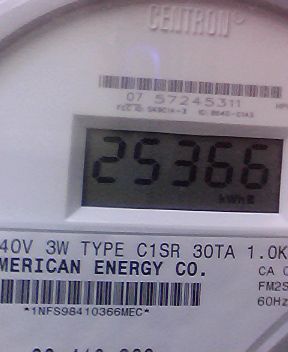 CENTRON®
07 57245311
25366
kWh
40V 3W TYPE C1SR 30TA 1.0K
MERICAN ENERGY CO.
CA 0
FM2S
60Hz
*1NFS98410366MEC*